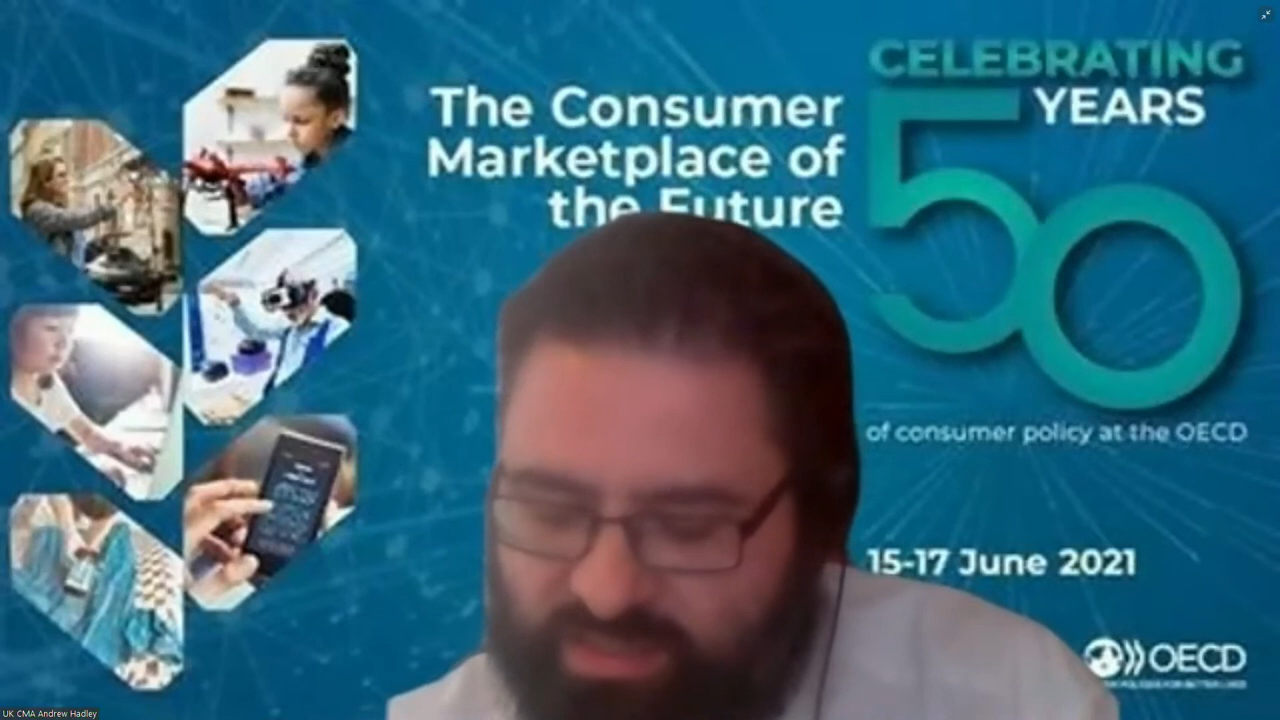 The Consumer
Marketplace of
the Future
CELEBRATING
50
YEARS
of consumer policy at the OECD
15-17 June 2021
OECD
UK CMA Andrew Hadley